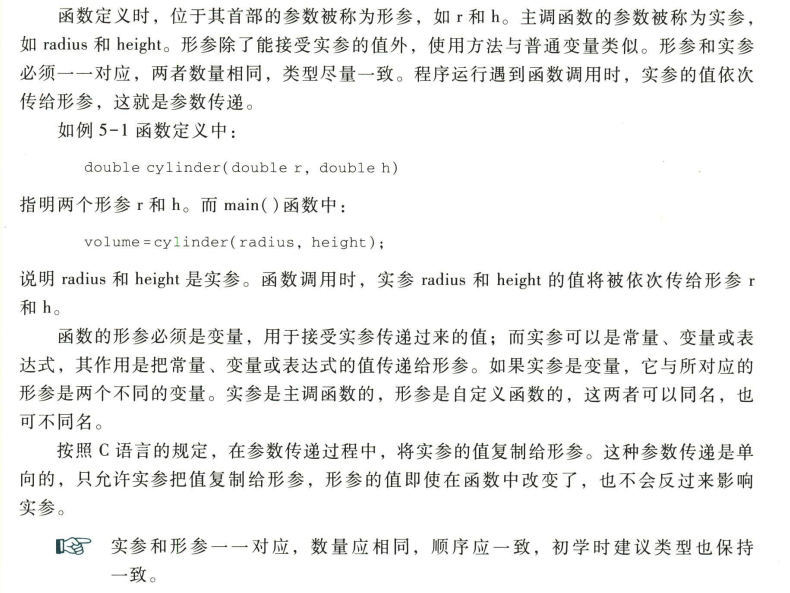 函数定义时，位于其首部的参数被称为形参，如 r 和 h。主调函数的参数被称为实参，
如 radius 和 height。形参除了能接受实参的值外，使用方法与普通变量类似。形参和实参
必须一一对应，两者数量相同，类型尽量一致。程序运行遇到函数调用时，实参的值依次
传给形参，这就是参数传递。
如例 5-1 函数定义中：
double cylinder(double r, double h)
指明两个形参 r 和 h。而 main( )函数中：
volume=cylinder(radius, height);
说明 radius 和 height 是实参。函数调用时，实参 radius 和 height 的值将被依次传给形参 r
和 h。
函数的形参必须是变量，用于接受实参传递过来的值；而实参可以是常量、变量或表
达式，其作用是把常量、变量或表达式的值传递给形参。如果实参是变量，它与所对应的
形参是两个不同的变量。实参是主调函数的，形参是自定义函数的，这两者可以同名，也
可不同名。
按照 C 语言的规定，在参数传递过程中，将实参的值复制给形参。这种参数传递是单
向的，只允许实参把值复制给形参，形参的值即使在函数中改变了，也不会反过来影响
实参。
实参和形参一一对应，数量应相同，顺序应一致，初学时建议类型也保持
一致。